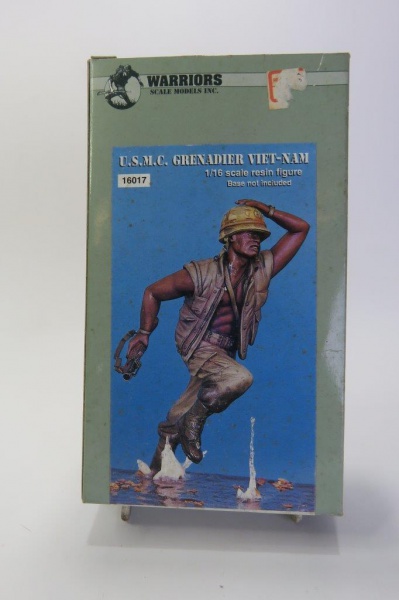 WARRIORS
SCALE MODELS INC.
U.S.M.C. GRENADIER VIET-NAM
16017
1/16 scale resin figure
Base not included